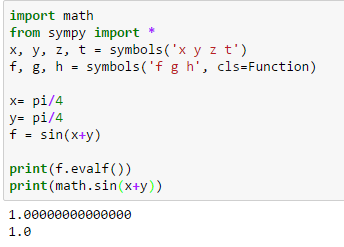 import math
from sympy import *
x, y, z, t = symbols('x y z t')
f, g, h = symbols('f g h', cls=Function)
x= pi/4
y= pi/4
f = sin(x+y)
print(f.evalf())
print(math.sin(x+y))
1.00000000000000
1.0